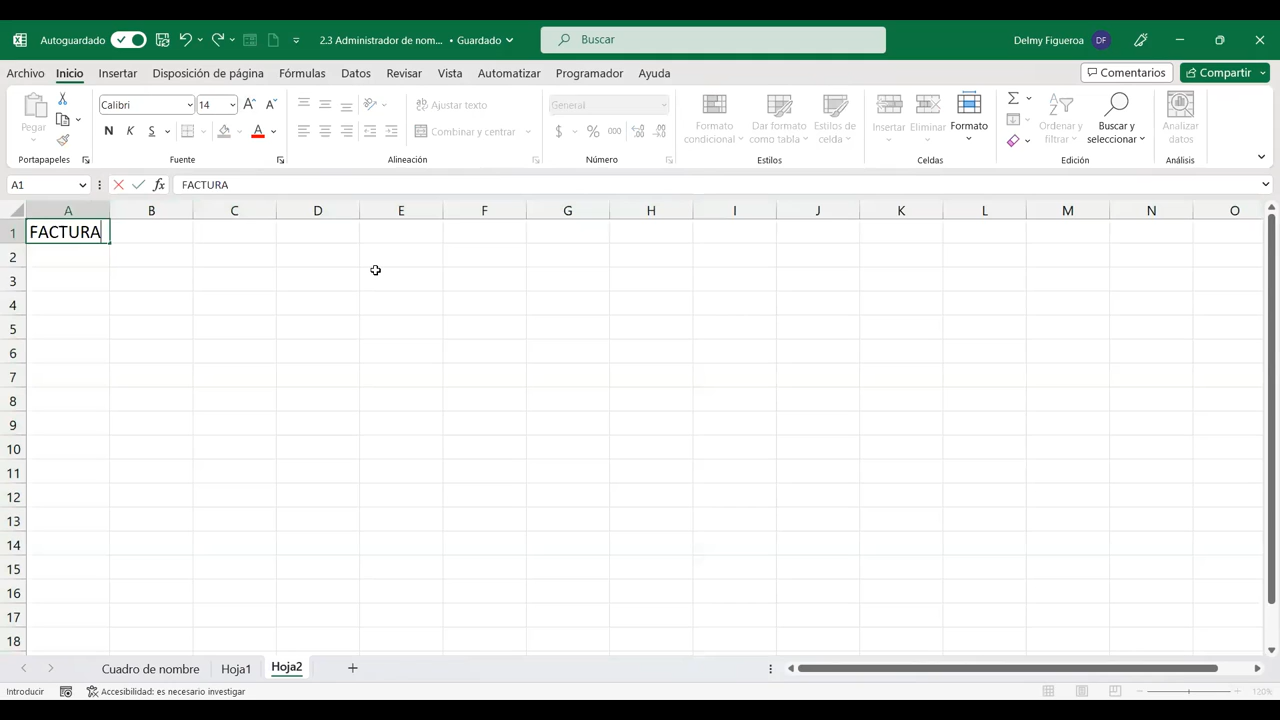 Autoguardado 2.3 Administrador de nom... • Guardado Buscar Delmy Figueroa DF
Archivo Inicio Insertar Disposición de página Fórmulas Datos Revisar Vista Automatizar Programador Ayuda Comentarios Compartir
Pegar Calibri 14 A A Ajustar texto General Formato condicional Dar formato como tabla Estilos de celda Insertar Eliminar Formato Ordenar y filtrar Buscar y seleccionar Analizar datos
N K S A Combinar y centrar $ % 000
Portapapeles Fuente Alineación Número Estilos Celdas Edición Análisis
A1 fx FACTURA
A B C D E F G H I J K L M N O
1 FACTURA
2
3
4
5
6
7
8
9
10
11
12
13
14
15
16
17
18
Cuadro de nombre Hoja1 Hoja2
Introducir Accesibilidad: es necesario investigar 120%